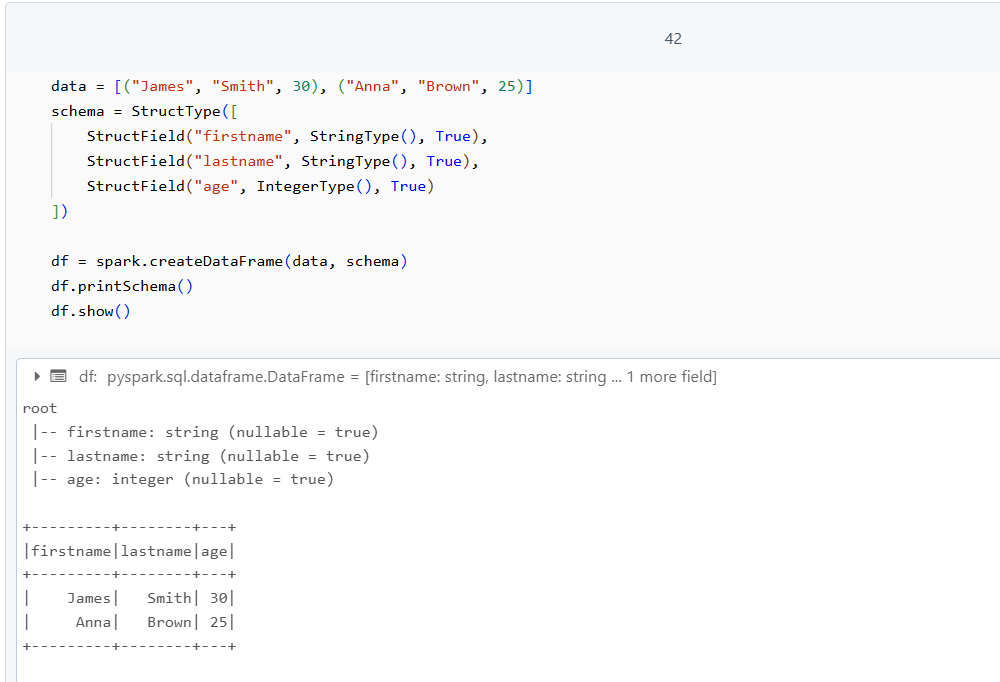 42
data = [("James", "Smith", 30), ("Anna", "Brown", 25)]
schema = StructType([
    StructField("firstname", StringType(), True),
    StructField("lastname", StringType(), True),
    StructField("age", IntegerType(), True)
])

df = spark.createDataFrame(data, schema)
df.printSchema()
df.show()

df: pyspark.sql.dataframe.DataFrame = [firstname: string, lastname: string ... 1 more field]
root
 |-- firstname: string (nullable = true)
 |-- lastname: string (nullable = true)
 |-- age: integer (nullable = true)

+---------+--------+---+
|firstname|lastname|age|
+---------+--------+---+
|    James|   Smith| 30|
|     Anna|   Brown| 25|
+---------+--------+---+